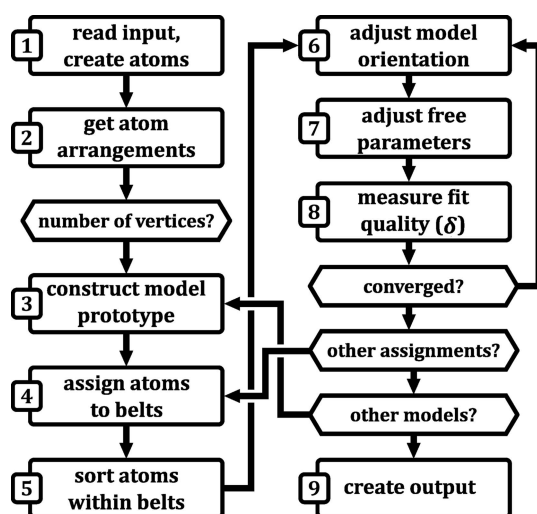 1
read input,
create atoms
2
get atom
arrangements
number of vertices?
3
construct model
prototype
4
assign atoms
to belts
5
sort atoms
within belts
6
adjust model
orientation
7
adjust free
parameters
8
measure fit
quality (δ)
converged?
other assignments?
other models?
9
create output